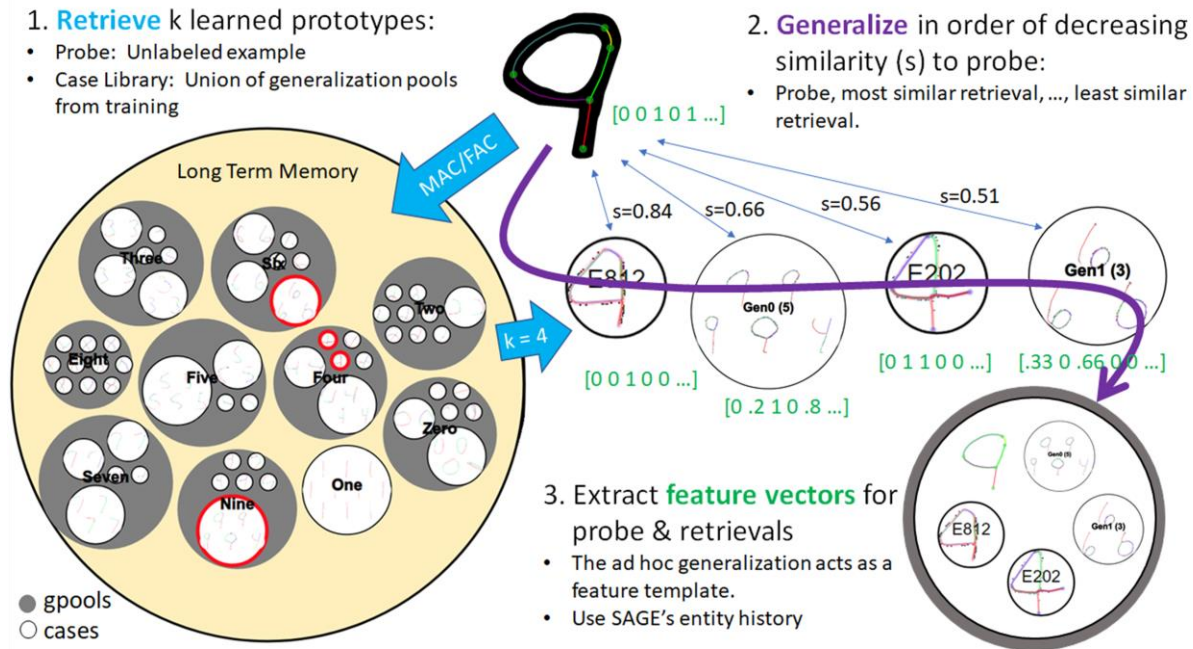 1. Retrieve k learned prototypes:
• Probe: Unlabeled example
• Case Library: Union of generalization pools
from training
2. Generalize in order of decreasing
similarity (s) to probe:
• Probe, most similar retrieval, ..., least similar
retrieval.
[0 0 1 0 1 ...]
MAC/FAC
Long Term Memory
Three
Six
Two
Eight
Five
Four
Zero
Seven
Nine
One
gpools
cases
k = 4
s=0.84
s=0.66
s=0.56
s=0.51
E812
Gen0 (5)
E202
Gen1 (3)
[0 0 1 0 0 ...]
[0 .2 1 0 .8 ...]
[0 1 1 0 0 ...]
[.33 0 .66 0 0 ...]
3. Extract feature vectors for
probe & retrievals
• The ad hoc generalization acts as a
feature template.
• Use SAGE's entity history
Gen0 (5)
E812
Gen1 (3)
E202